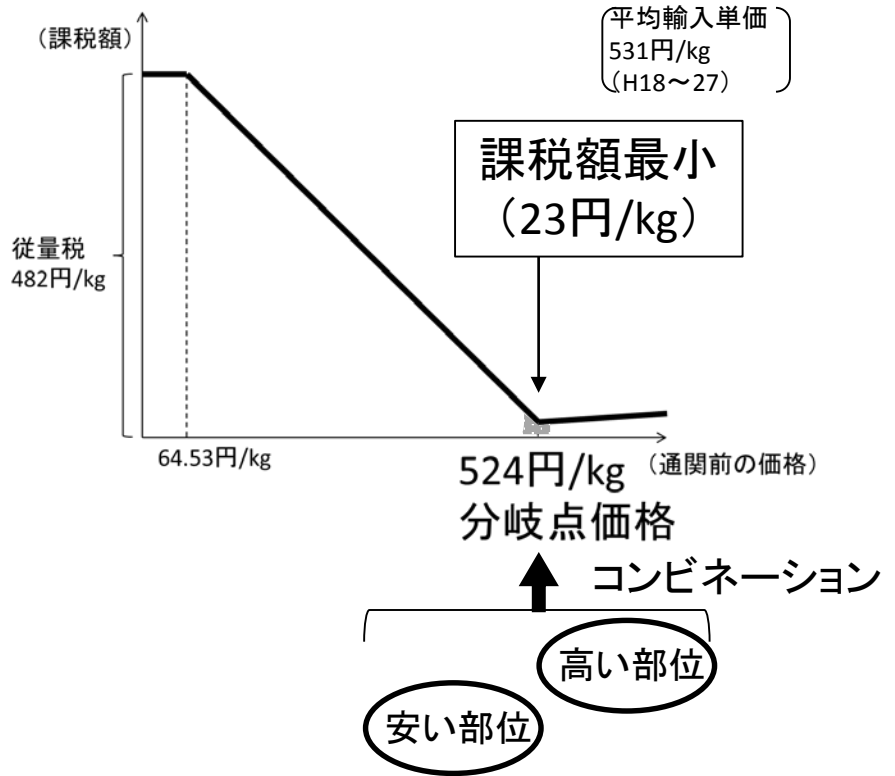 （課税額）
平均輸入単価
531円/kg
（H18～27）
課税額最小
（23円/kg）
従量税
482円/kg
64.53円/kg
524円/kg
（通関前の価格）
分岐点価格
コンビネーション
高い部位
安い部位